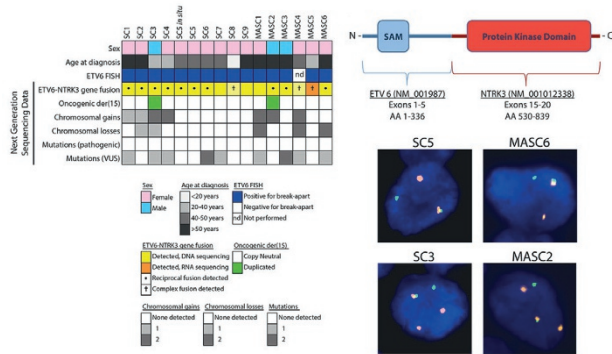 SC1
SC2
SC3
SC4
SC5 in situ
SC5
SC6
SC7
SC8
SC9
MASC1
MASC2
MASC3
MASC4
MASC5
MASC6
Sex
Age at diagnosis
ETV6 FISH
nd
ETV6-NTRK3 gene fusion
Oncogenic der(15)
Chromosomal gains
Chromosomal losses
Mutations (pathogenic)
Mutations (VUS)
Next Generation
Sequencing Data
Sex
Female
Male
Age at diagnosis
<20 years
20-40 years
40-50 years
>50 years
ETV6 FISH
Positive for break-apart
Negative for break-apart
nd Not performed
ETV6-NTRK3 gene fusion
Detected, DNA sequencing
Detected, RNA sequencing
• Reciprocal fusion detected
† Complex fusion detected
Oncogenic der(15)
Copy Neutral
Duplicated
Chromosomal gains
None detected
1
2
Chromosomal losses
None detected
1
2
Mutations
None detected
1
2
N -
SAM
Protein Kinase Domain
- C
ETV6 (NM_001987)
Exons 1-5
AA 1-336
NTRK3 (NM_001012338)
Exons 15-20
AA 530-839
SC5
MASC6
SC3
MASC2